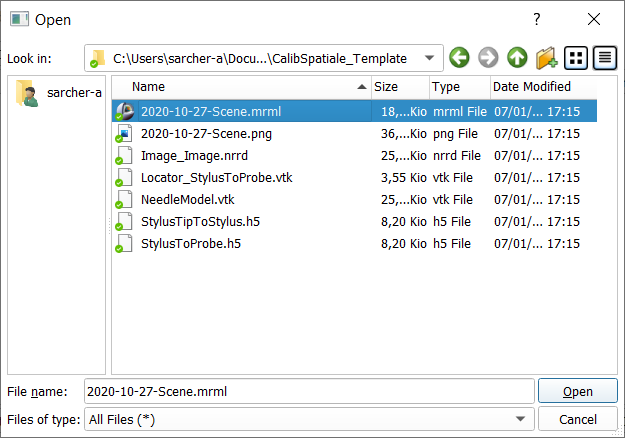 Open
?
Look in:
C:\Users\sarcher-a\Docu...\CalibSpatiale_Template
sarcher-a
Name Size Type Date Modified
2020-10-27-Scene.mrml 18,...Kio mrml File 07/01/... 17:15
2020-10-27-Scene.png 36,...Kio png File 07/01/... 17:15
Image_Image.nrrd 25,...Kio nrrd File 07/01/... 17:15
Locator_StylusToProbe.vtk 3,55 Kio vtk File 07/01/... 17:15
NeedleModel.vtk 25,...Kio vtk File 07/01/... 17:15
StylusTipToStylus.h5 8,20 Kio h5 File 07/01/... 17:15
StylusToProbe.h5 8,20 Kio h5 File 07/01/... 17:15
File name: 2020-10-27-Scene.mrml Open
Files of type: All Files (*) Cancel